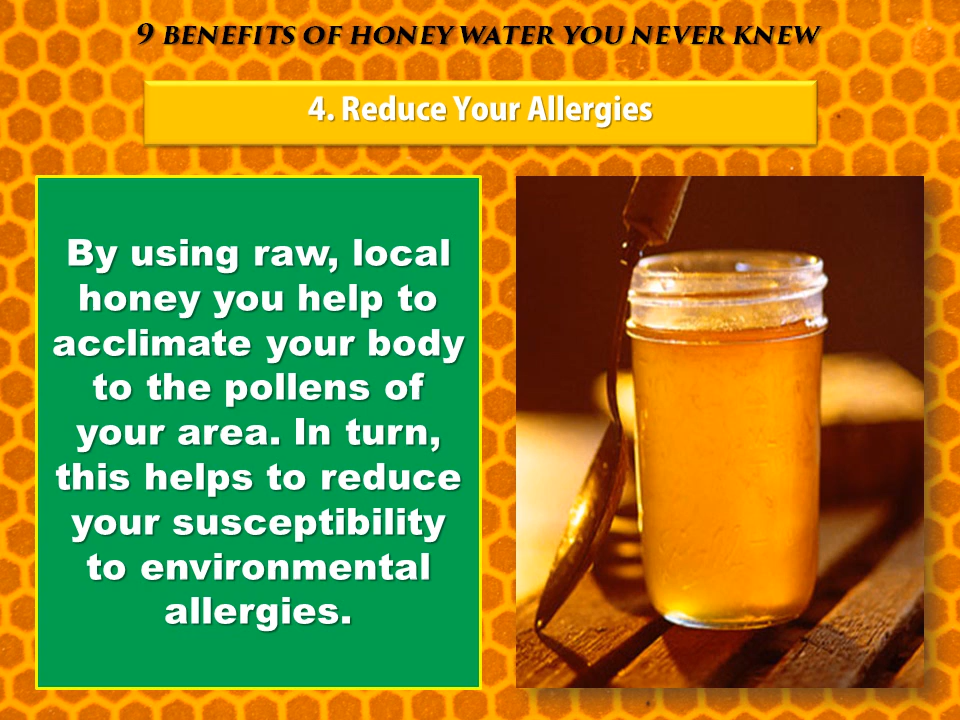 9 BENEFITS OF HONEY WATER YOU NEVER KNEW
4. Reduce Your Allergies
By using raw, local
honey you help to
acclimate your body
to the pollens of
your area. In turn,
this helps to reduce
your susceptibility
to environmental
allergies.